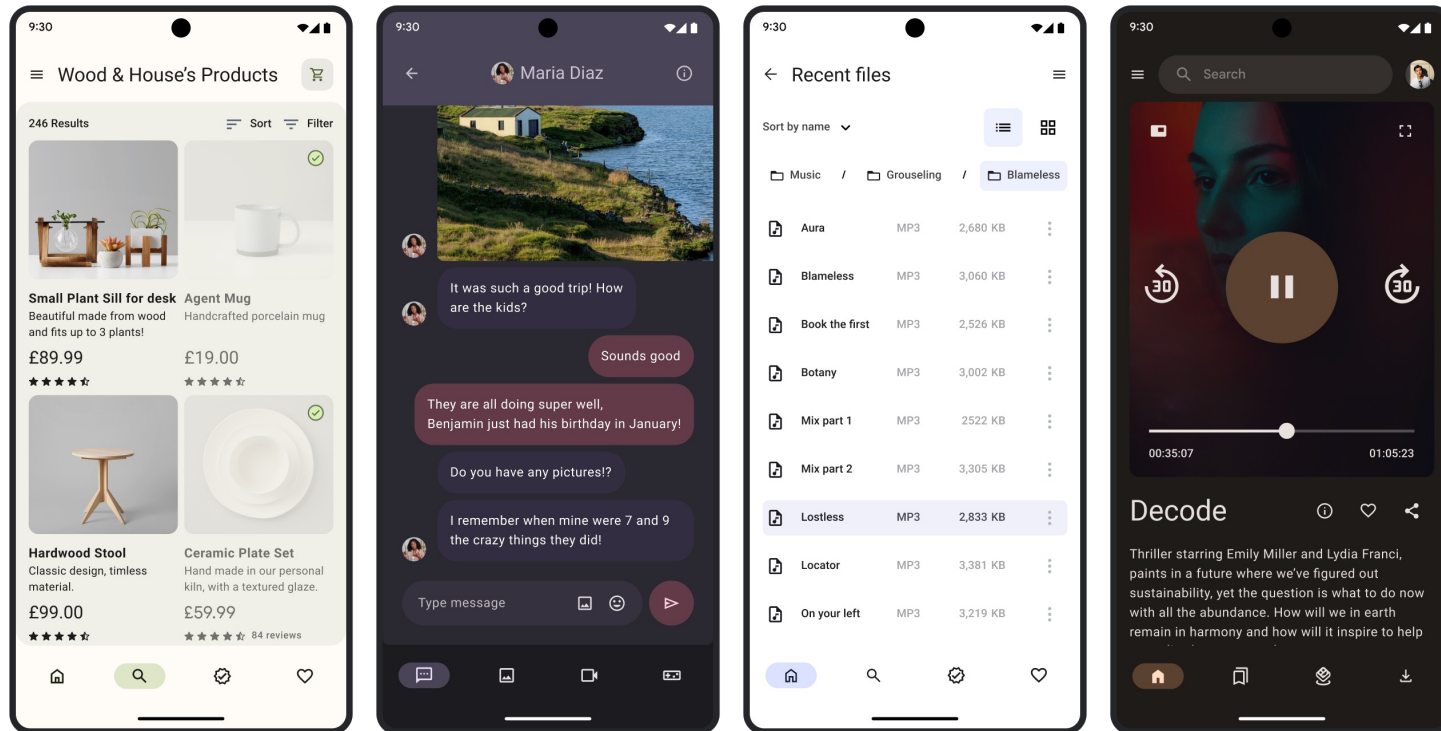 9:30
Wood & House's Products
246 Results
Sort
Filter
Small Plant Sill for desk
Beautiful made from wood
and fits up to 3 plants!
£89.99
Agent Mug
Handcrafted porcelain mug
£19.00
Hardwood Stool
Classic design, timless
material.
£99.00
Ceramic Plate Set
Hand made in our personal
kiln, with a textured glaze.
£59.99
84 reviews
9:30
Maria Diaz
It was such a good trip! How
are the kids?
Sounds good
They are all doing super well,
Benjamin just had his birthday in January!
Do you have any pictures!?
I remember when mine were 7 and 9
the crazy things they did!
Type message
9:30
Recent files
Sort by name
Music / Grouseling / Blameless
Aura MP3 2,680 KB
Blameless MP3 3,060 KB
Book the first MP3 2,526 KB
Botany MP3 3,002 KB
Mix part 1 MP3 2522 KB
Mix part 2 MP3 3,305 KB
Lostless MP3 2,833 KB
Locator MP3 3,381 KB
On your left MP3 3,219 KB
9:30
Search
30
30
00:35:07
01:05:23
Decode
Thriller starring Emily Miller and Lydia Franci,
paints in a future where we've figured out
sustainability, yet the question is what to do now
with all the abundance. How will we in earth
remain in harmony and how will it inspire to help